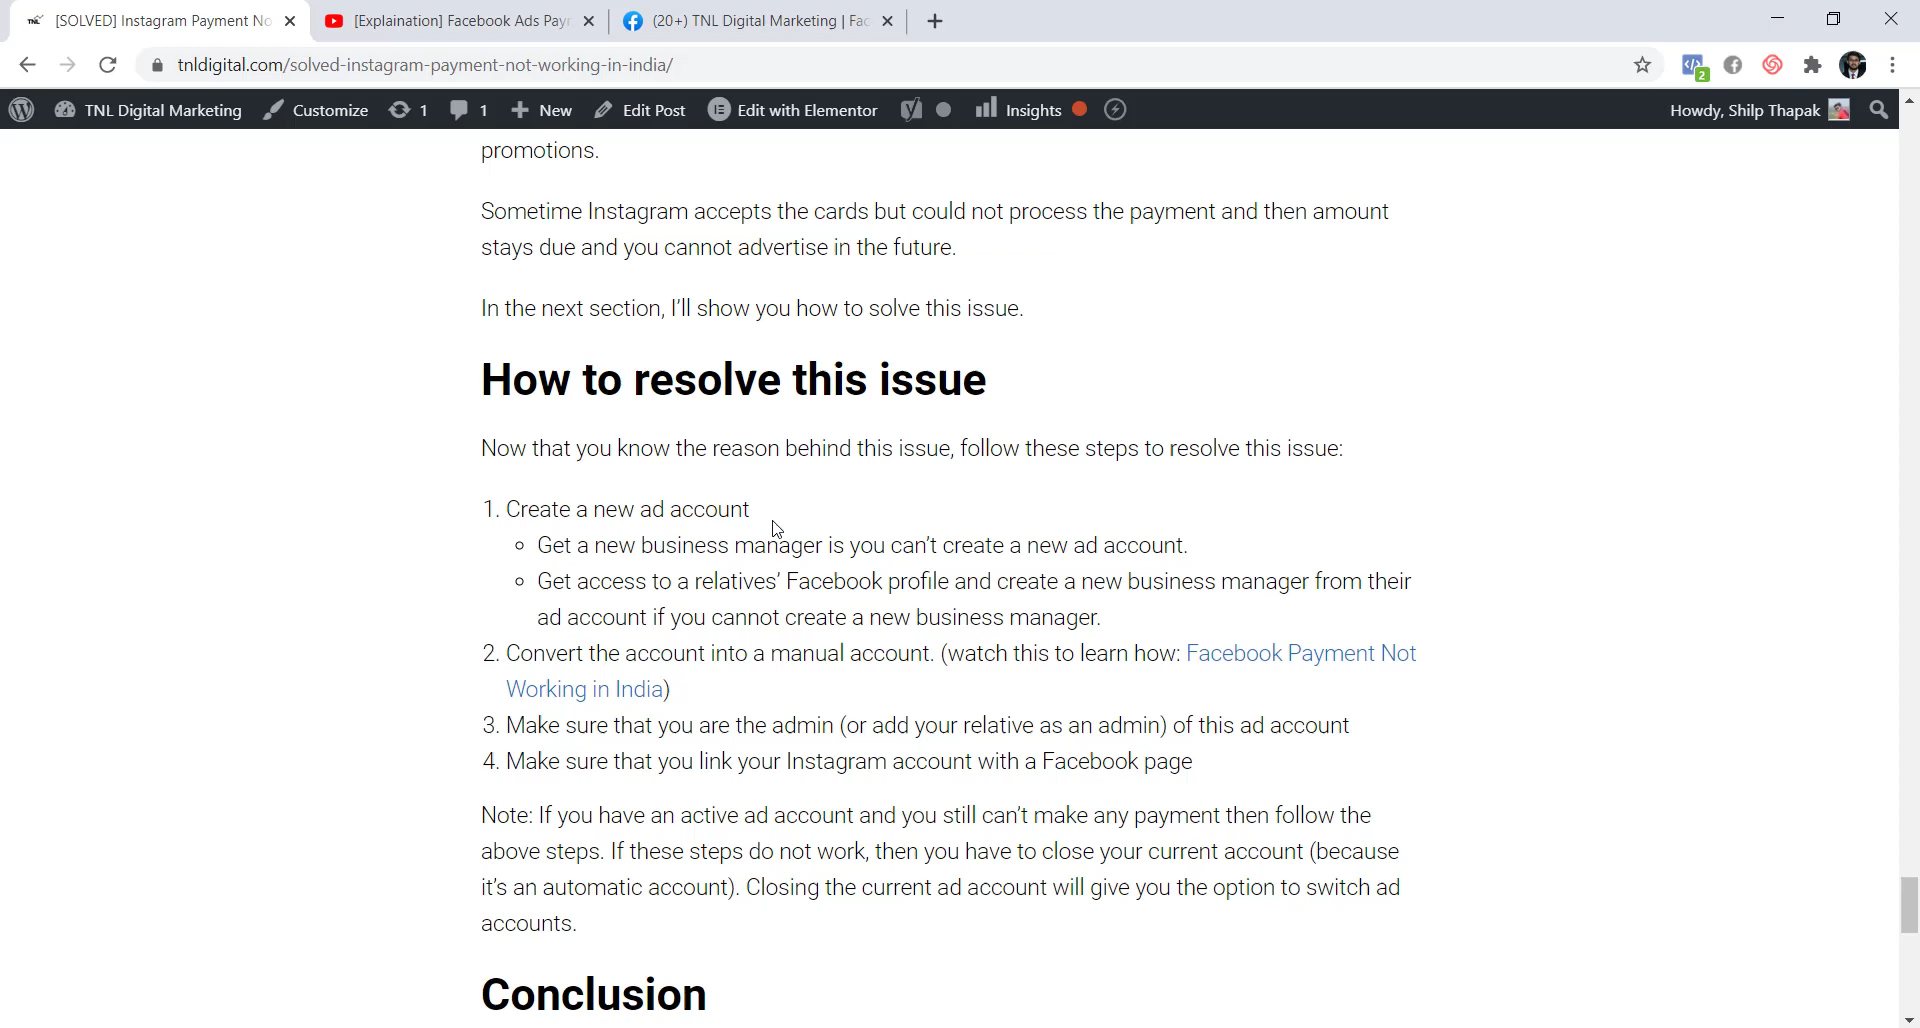 [SOLVED] Instagram Payment No
[Explaination] Facebook Ads Pay
(20+) TNL Digital Marketing | Fac
tnldigital.com/solved-instagram-payment-not-working-in-india/
2
TNL Digital Marketing Customize 1 1 New Edit Post Edit with Elementor Insights Howdy, Shilp Thapak
promotions.
Sometime Instagram accepts the cards but could not process the payment and then amount
stays due and you cannot advertise in the future.
In the next section, I'll show you how to solve this issue.
How to resolve this issue
Now that you know the reason behind this issue, follow these steps to resolve this issue:
1. Create a new ad account
Get a new business manager is you can't create a new ad account.
Get access to a relatives' Facebook profile and create a new business manager from their
ad account if you cannot create a new business manager.
2. Convert the account into a manual account. (watch this to learn how: Facebook Payment Not
Working in India)
3. Make sure that you are the admin (or add your relative as an admin) of this ad account
4. Make sure that you link your Instagram account with a Facebook page
Note: If you have an active ad account and you still can't make any payment then follow the
above steps. If these steps do not work, then you have to close your current account (because
it's an automatic account). Closing the current ad account will give you the option to switch ad
accounts.
Conclusion